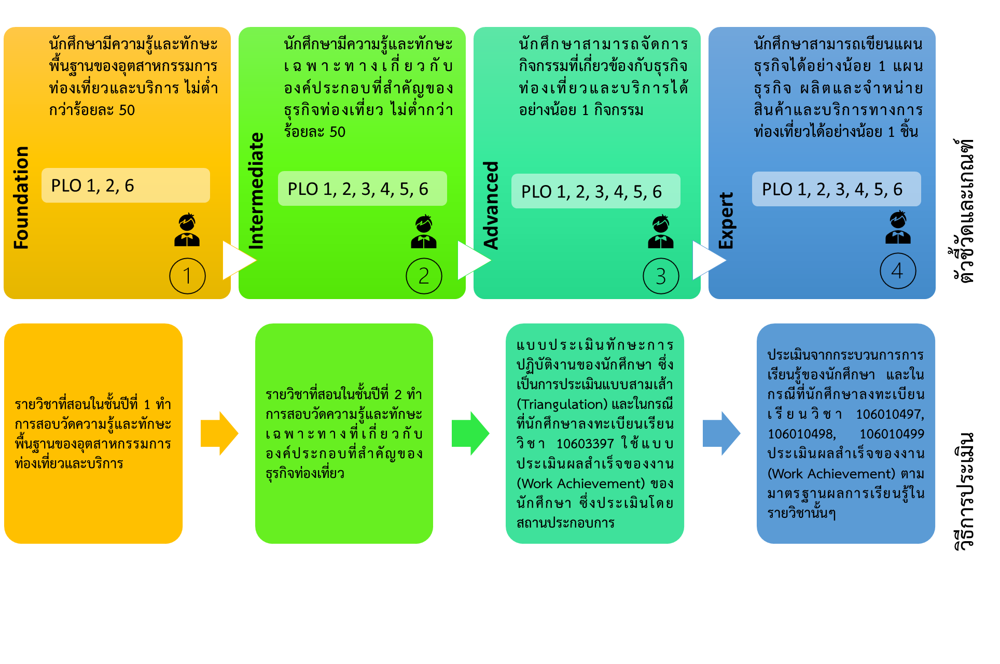 นักศึกษามีความรู้และทักษะ
พื้นฐานของอุตสาหกรรมการ
ท่องเที่ยวและบริการ ไม่ต่ำ
กว่าร้อยละ 50
Foundation
PLO 1, 2, 6
1
นักศึกษามีความรู้และทักษะ
เฉพาะทางเกี่ยวกับ
องค์ประกอบที่สำคัญของ
ธุรกิจท่องเที่ยว ไม่ต่ำกว่า
ร้อยละ 50
Intermediate
PLO 1, 2, 3, 4, 5, 6
2
นักศึกษาสามารถจัดการ
กิจกรรมที่เกี่ยวข้องกับธุรกิจ
ท่องเที่ยวและบริการได้
อย่างน้อย 1 กิจกรรม
Advanced
PLO 1, 2, 3, 4, 5, 6
3
นักศึกษาสามารถเขียนแผน
ธุรกิจได้อย่างน้อย 1 แผน
ธุรกิจ ผลิตและจำหน่าย
สินค้าและบริการทางการ
ท่องเที่ยวได้อย่างน้อย 1 ชิ้น
Expert
PLO 1, 2, 3, 4, 5, 6
4
ตัวชี้วัดและเกณฑ์
รายวิชาที่สอนในชั้นปีที่ 1 ทำ
การสอบวัดความรู้และทักษะ
พื้นฐานของอุตสาหกรรมการ
ท่องเที่ยวและบริการ
รายวิชาที่สอนในชั้นปีที่ 2 ทำ
การสอบวัดความรู้และทักษะ
เฉพาะทางที่เกี่ยวกับ
องค์ประกอบที่สำคัญของ
ธุรกิจท่องเที่ยว
แบบประเมินทักษะการ
ปฏิบัติงานของนักศึกษา ซึ่ง
เป็นการประเมินแบบสามเส้า
(Triangulation) และในกรณี
ที่นักศึกษาลงทะเบียนเรียน
วิชา 10603397 ใช้แบบ
ประเมินผลสำเร็จของงาน
(Work Achievement) ของ
นักศึกษา ซึ่งประเมินโดย
สถานประกอบการ
ประเมินจากกระบวนการการ
เรียนรู้ของนักศึกษา และใน
กรณีที่นักศึกษาลงทะเบียน
เรียนวิชา 106010497,
106010498, 106010499
ประเมินผลสำเร็จของงาน
(Work Achievement) ตาม
มาตรฐานผลการเรียนรู้ใน
รายวิชานั้นๆ
วิธีการประเมิน